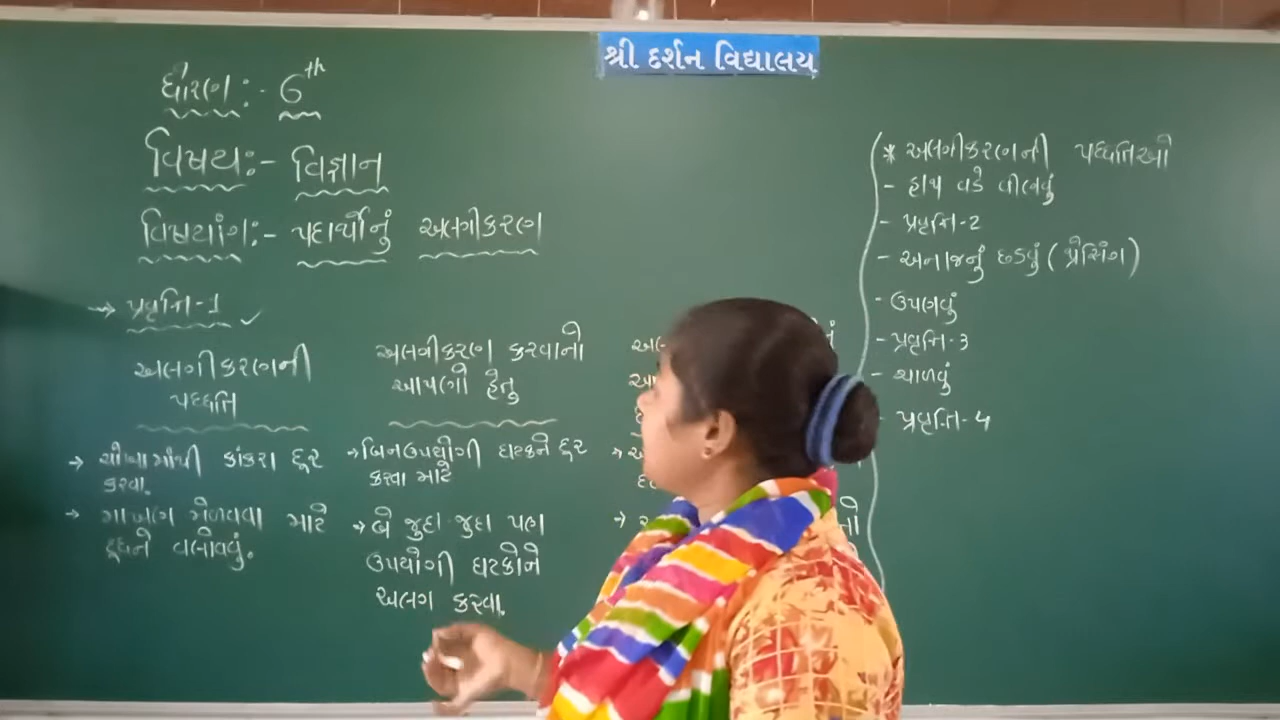 શ્રી દર્શન વિદ્યાલય
ધોરણ:- 6th
વિષય:- વિજ્ઞાન
વિષયાંગ:- પદાર્થોનું અલગીકરણ
→ પ્રવૃત્તિ-1 ✓
અલગીકરણની
પદ્ધતિ
→ ચોખામાંથી કાંકરા દૂર
કરવા.
→ માખણ મેળવવા માટે
દૂધને વલોવવું.
અલગીકરણ કરવાનો
આપણો હેતુ
→ બિનઉપયોગી ઘટકને દૂર
કરવા માટે
→ બે જુદા જુદા પણ
ઉપયોગી ઘટકોને
અલગ કરવા.
* અલગીકરણની પદ્ધતિઓ
- હાથ વડે વીણવું
- પ્રવૃત્તિ-2
- અનાજનું છડવું (થ્રેસિંગ)
- ઉપણવું
- પ્રવૃત્તિ-3
- ચાળવું
- પ્રવૃત્તિ-4